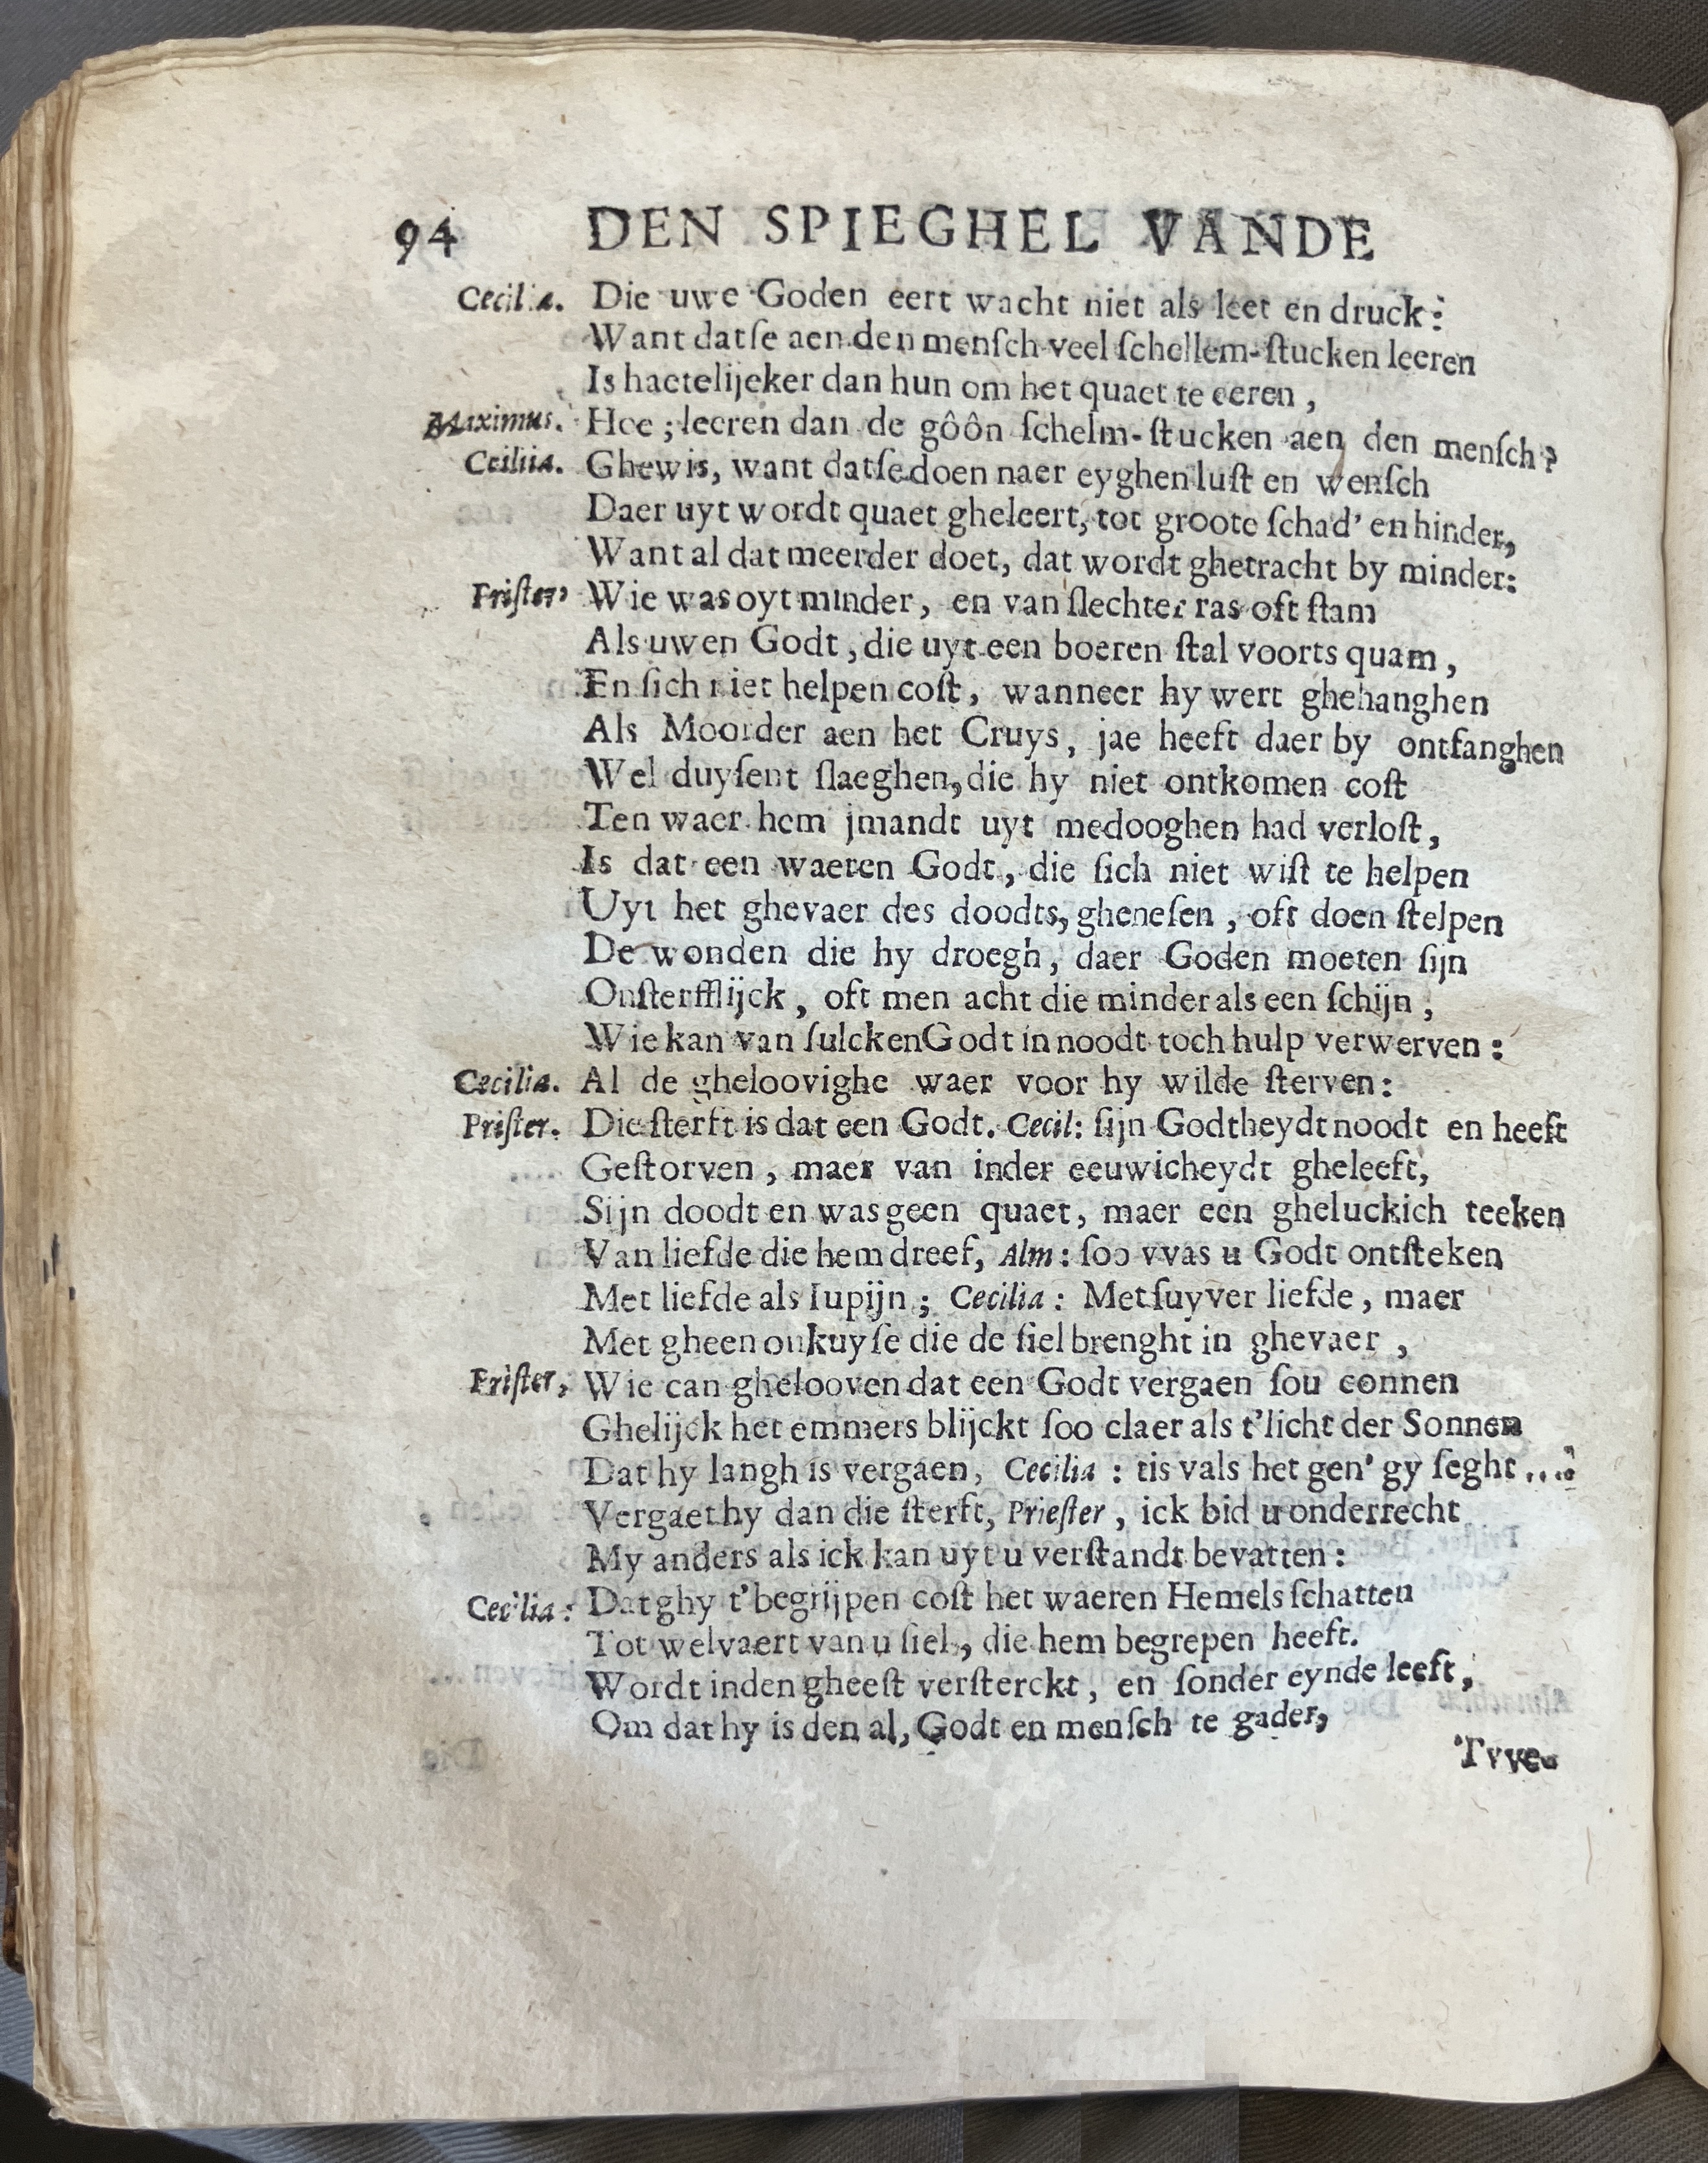 94 DEN SPIEGHEL VANDE
Cecilia. Die uwe Goden eert wacht niet als leet en druck:
Want datſe aen den menſch veel ſchellem-ſtucken leeren
Is haetelijeker dan hun om het quaet te eeren,
Maximus. Hoe; leeren dan de gôôn ſchelm-ſtucken aen den menſch?
Cciliia. Ghewis, want datſe doen naer eyghen luſt en wenſch
Daer uyt wordt quaet gheleert, tot groote ſchad' en hinder,
Want al dat meerder doet, dat wordt ghetracht by minder:
Priſter, Wie was oyt minder, en van ſlechter ras oft ſtam
Als uwen Godt, die uyt een boeren ſtal voorts quam,
En ſich niet helpen coſt, wanneer hy wert ghehanghen
Als Moorder aen het Cruys, jae heeft daer by ontfanghen
Wel duyſent ſlaeghen, die hy niet ontkomen coſt
Ten waer hem jmandt uyt medooghen had verloſt,
Is dat een waeren Godt, die ſich niet wiſt te helpen
Uyt het ghevaer des doodts, gheneſen, oft doen ſtelpen
De wonden die hy droegh, daer Goden moeten ſijn
Onſterfflijck, oft men acht die minder als een ſchijn,
Wie kan van ſulcken Godt in noodt toch hulp verwerven:
Cecilia. Al de gheloovighe waer voor hy wilde ſterven:
Priſter. Die ſterft is dat een Godt. Cecil: ſijn Godtheydt noodt en heeft
Geſtorven, maer van inder eeuwicheydt gheleeft,
Sijn doodt en was geen quaet, maer een gheluckich teeken
Van liefde die hem dreef, Alm: ſoo vvas u Godt ontſteken
Met liefde als Iupijn; Cecilia: Met ſuyver liefde, maer
Met gheen onkuyſe die de ſiel brenght in ghevaer,
Priſter, Wie can ghelooven dat een Godt vergaen ſou connen
Ghelijck het emmers blijckt ſoo claer als t'licht der Sonnen
Dat hy langh is vergaen, Cecilia: tis vals het gen' gy ſeght....
Vergaet hy dan die ſterft, Prieſter, ick bid u onderrecht
My anders als ick kan uyt u verſtandt bevatten:
Cecilia: Dat ghy t'begrijpen coſt het waeren Hemels ſchatten
Tot welvaert van u ſiel, die hem begrepen heeft.
Wordt inden gheeſt verſterckt, en ſonder eynde leeft,
Om dat hy is den al, Godt en menſch te gader,
Tvve-